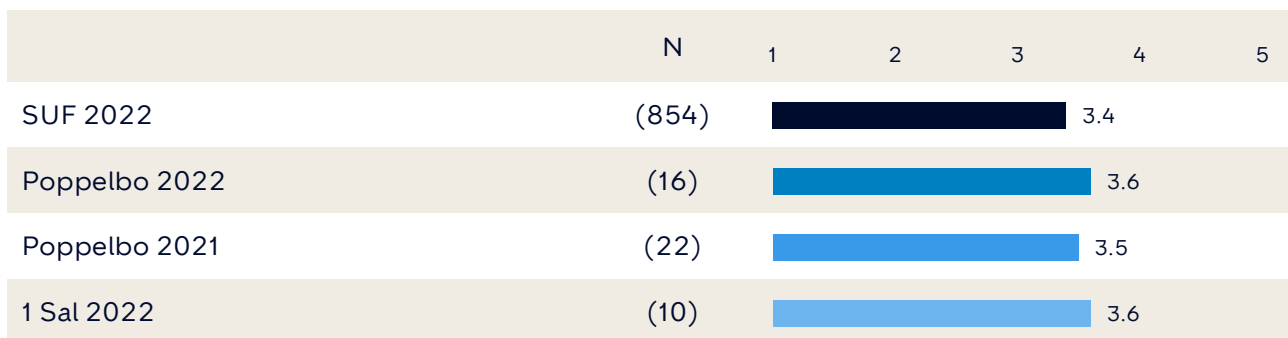 N 1 2 3 4 5
SUF 2022 (854) 3.4
Poppelbo 2022 (16) 3.6
Poppelbo 2021 (22) 3.5
1 Sal 2022 (10) 3.6